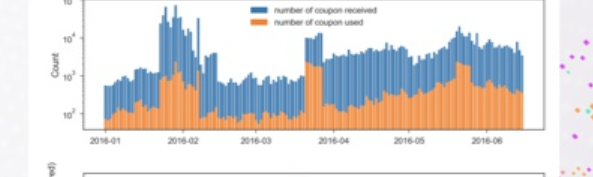 number of coupon received
number of coupon used
10⁴
10³
10²
Count
2016-01 2016-02 2016-03 2016-04 2016-05 2016-06